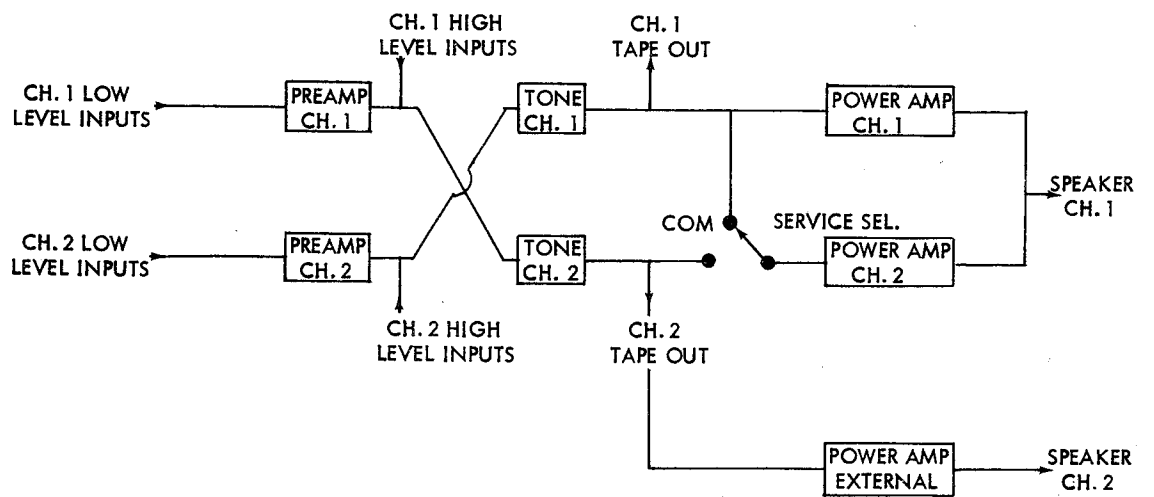 CH. 1 HIGH
LEVEL INPUTS
CH. 1
TAPE OUT
CH. 1 LOW
LEVEL INPUTS
PREAMP
CH. 1
TONE
CH. 1
POWER AMP
CH. 1
SPEAKER
CH. 1
COM
SERVICE SEL.
CH. 2 LOW
LEVEL INPUTS
PREAMP
CH. 2
TONE
CH. 2
POWER AMP
CH. 2
CH. 2 HIGH
LEVEL INPUTS
CH. 2
TAPE OUT
POWER AMP
EXTERNAL
SPEAKER
CH. 2